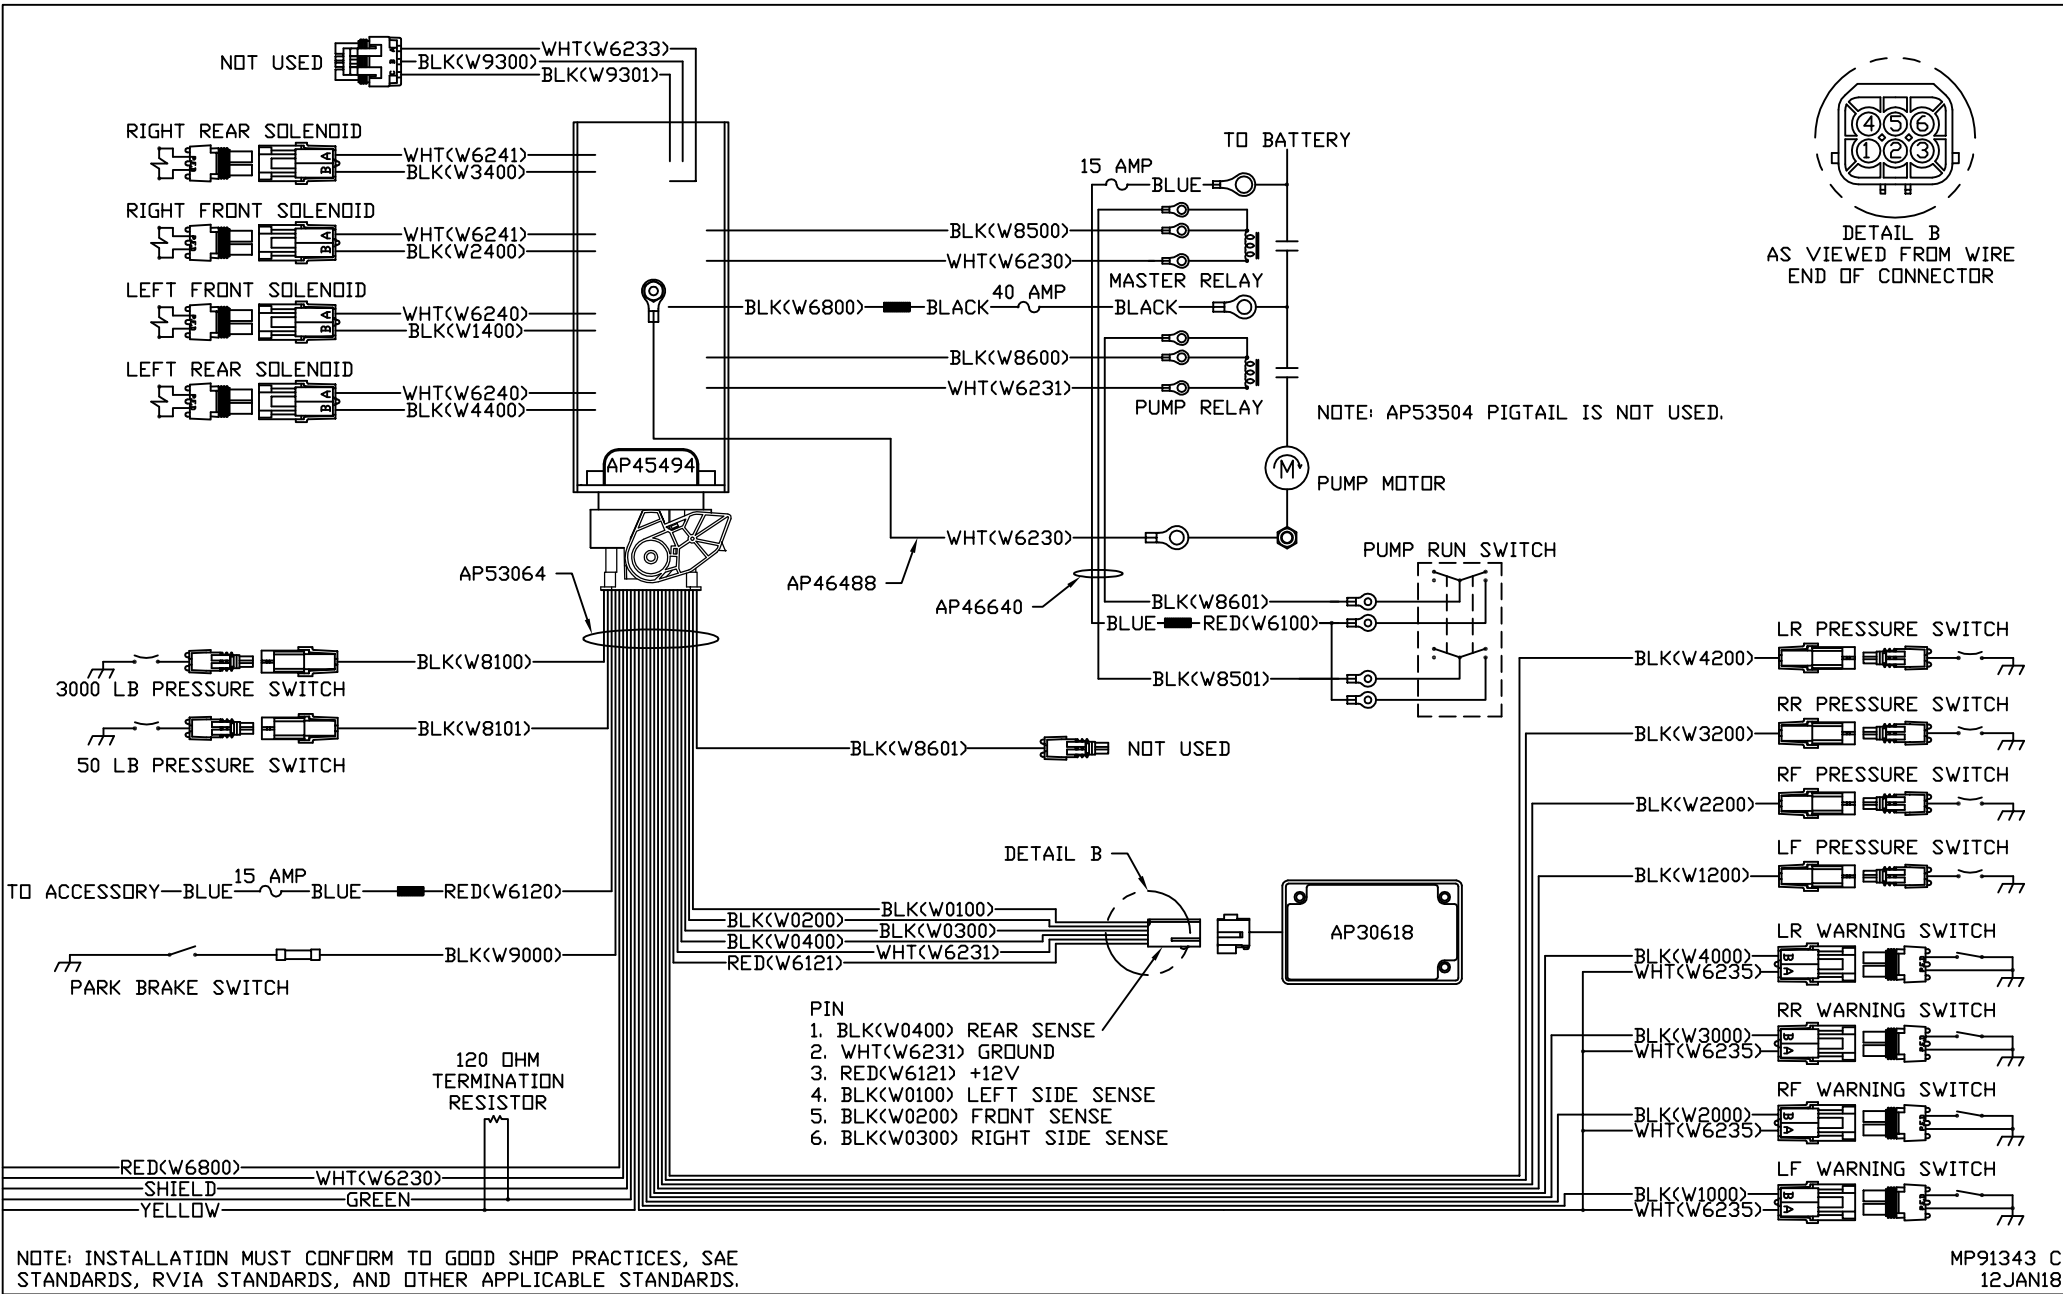 NOT USED
WHT(W6233)
BLK(W9300)
BLK(W9301)
RIGHT REAR SOLENOID
A
B
WHT(W6241)
BLK(W3400)
RIGHT FRONT SOLENOID
A
B
WHT(W6241)
BLK(W2400)
LEFT FRONT SOLENOID
A
B
WHT(W6240)
BLK(W1400)
LEFT REAR SOLENOID
A
B
WHT(W6240)
BLK(W4400)
AP45494
TO BATTERY
15 AMP
BLUE
BLK(W8500)
WHT(W6230)
MASTER RELAY
BLK(W6800)
BLACK
40 AMP
BLACK
BLK(W8600)
WHT(W6231)
PUMP RELAY
NOTE: AP53504 PIGTAIL IS NOT USED.
M
PUMP MOTOR
WHT(W6230)
4 5 6
1 2 3
DETAIL B
AS VIEWED FROM WIRE
END OF CONNECTOR
AP53064
AP46488
AP46640
PUMP RUN SWITCH
BLK(W8601)
BLUE
RED(W6100)
BLK(W8501)
BLK(W8100)
3000 LB PRESSURE SWITCH
BLK(W8101)
50 LB PRESSURE SWITCH
BLK(W8601)
NOT USED
TO ACCESSORY
BLUE
15 AMP
BLUE
RED(W6120)
BLK(W9000)
PARK BRAKE SWITCH
DETAIL B
BLK(W0100)
BLK(W0200)
BLK(W0300)
BLK(W0400)
WHT(W6231)
RED(W6121)
AP30618
PIN
1. BLK(W0400) REAR SENSE
2. WHT(W6231) GROUND
3. RED(W6121) +12V
4. BLK(W0100) LEFT SIDE SENSE
5. BLK(W0200) FRONT SENSE
6. BLK(W0300) RIGHT SIDE SENSE
LR PRESSURE SWITCH
BLK(W4200)
RR PRESSURE SWITCH
BLK(W3200)
RF PRESSURE SWITCH
BLK(W2200)
LF PRESSURE SWITCH
BLK(W1200)
LR WARNING SWITCH
BLK(W4000)
WHT(W6235)
B
A
RR WARNING SWITCH
BLK(W3000)
WHT(W6235)
B
A
RF WARNING SWITCH
BLK(W2000)
WHT(W6235)
B
A
LF WARNING SWITCH
BLK(W1000)
WHT(W6235)
B
A
120 OHM
TERMINATION
RESISTOR
RED(W6800)
WHT(W6230)
SHIELD
GREEN
YELLOW
NOTE: INSTALLATION MUST CONFORM TO GOOD SHOP PRACTICES, SAE
STANDARDS, RVIA STANDARDS, AND OTHER APPLICABLE STANDARDS.
MP91343 C
12JAN18